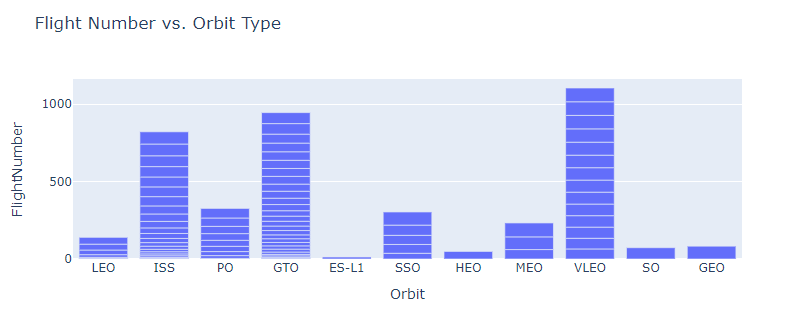 Flight Number vs. Orbit Type
FlightNumber
1000
500
0
LEO ISS PO GTO ES-L1 SSO HEO MEO VLEO SO GEO
Orbit